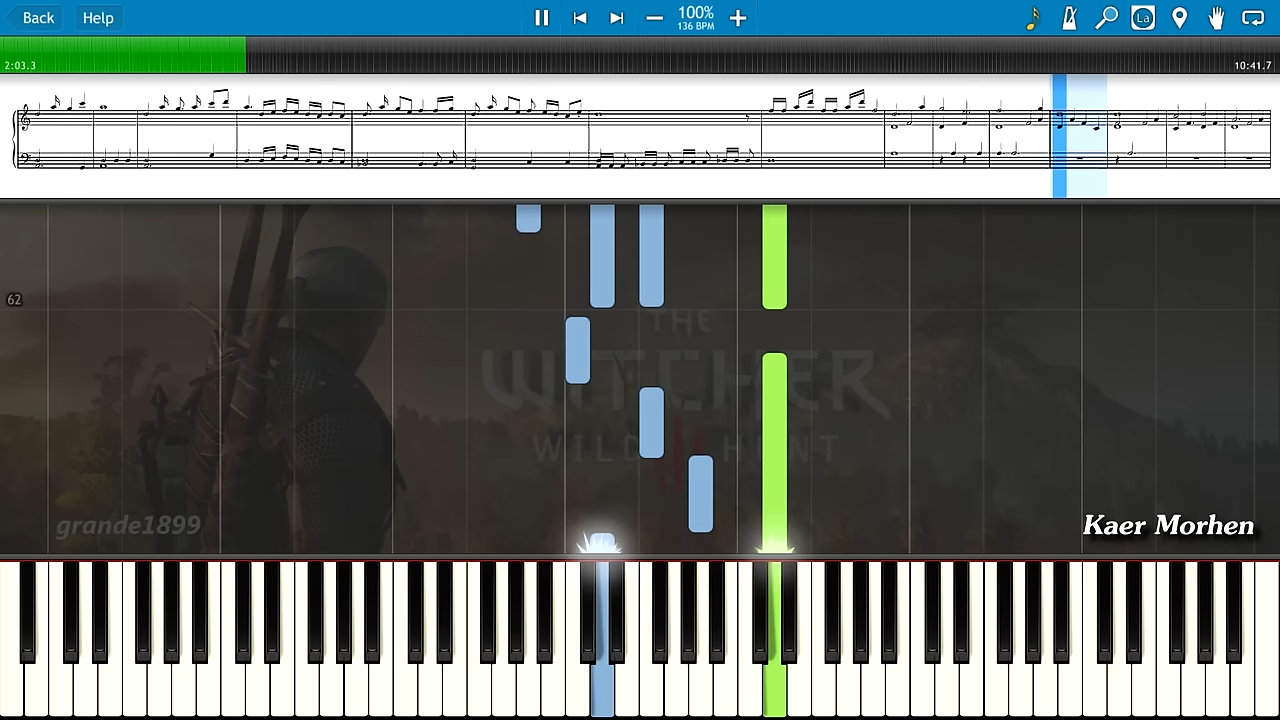 Back Help 100% La
136 BPM
2:03.3 10:41.7
62
THE
WITCHER
WILD HUNT
grande1899
Kaer Morhen